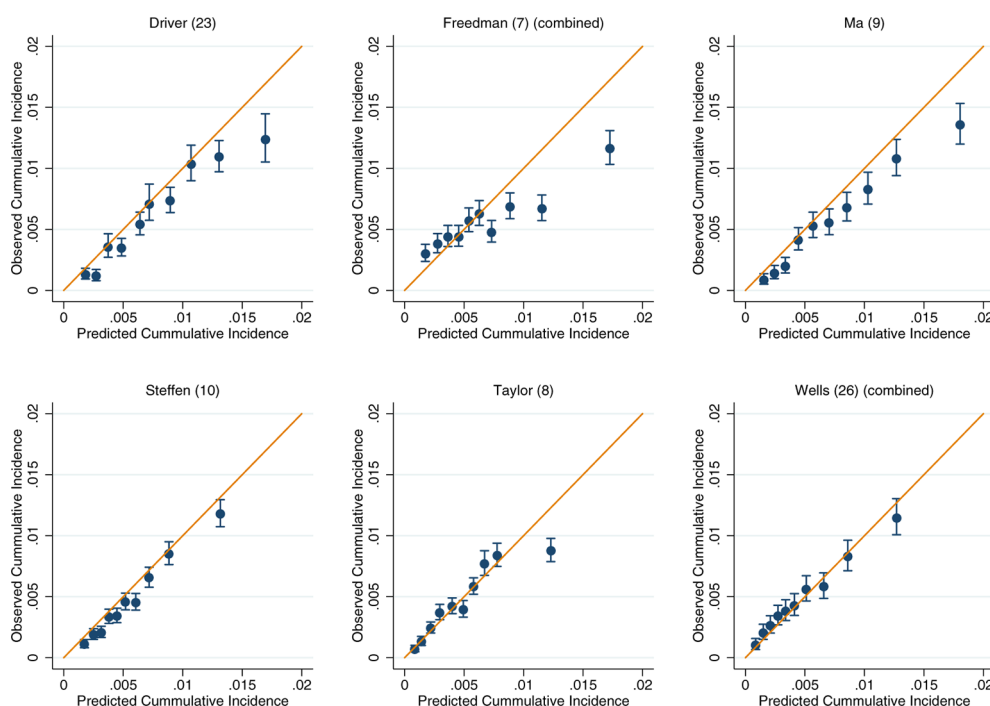 Driver (23)
Observed Cummulative Incidence
0 .005 .01 .015 .02
0 .005 .01 .015 .02
Predicted Cummulative Incidence
Freedman (7) (combined)
Observed Cummulative Incidence
0 .005 .01 .015 .02
0 .005 .01 .015 .02
Predicted Cummulative Incidence
Ma (9)
Observed Cummulative Incidence
0 .005 .01 .015 .02
0 .005 .01 .015 .02
Predicted Cummulative Incidence
Steffen (10)
Observed Cummulative Incidence
0 .005 .01 .015 .02
0 .005 .01 .015 .02
Predicted Cummulative Incidence
Taylor (8)
Observed Cummulative Incidence
0 .005 .01 .015 .02
0 .005 .01 .015 .02
Predicted Cummulative Incidence
Wells (26) (combined)
Observed Cummulative Incidence
0 .005 .01 .015 .02
0 .005 .01 .015 .02
Predicted Cummulative Incidence